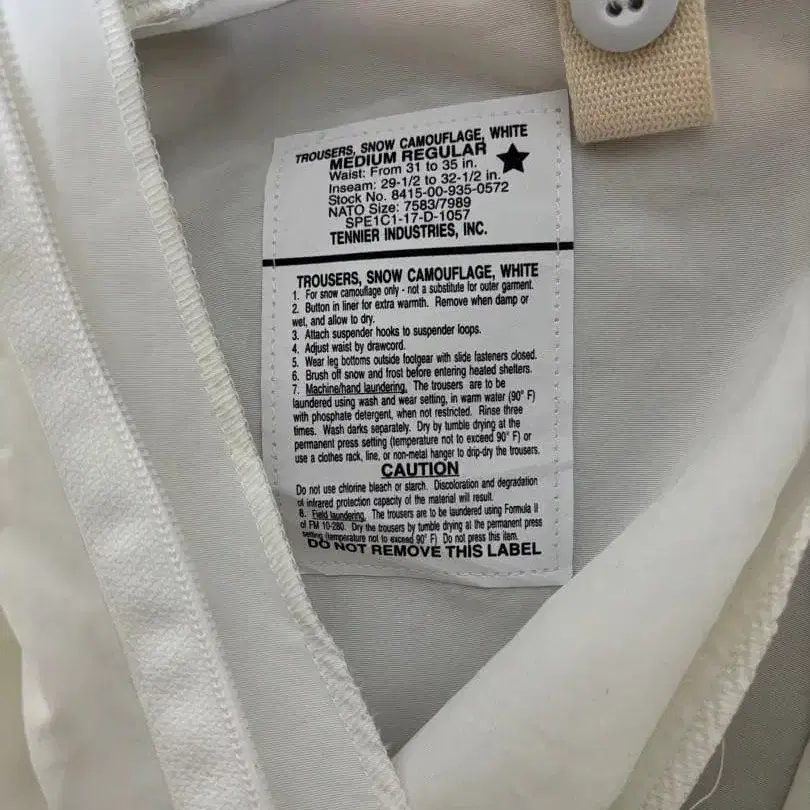 TROUSERS, SNOW CAMOUFLAGE, WHITE
MEDIUM REGULAR
Waist: From 31 to 35 in.
Inseam: 29-1/2 to 32-1/2 in.
Stock No. 8415-00-935-0572
NATO Size: 7583/7989
SPE1C1-17-D-1057
TENNIER INDUSTRIES, INC.
TROUSERS, SNOW CAMOUFLAGE, WHITE
1. For snow camouflage only - not a substitute for outer garment.
2. Button in liner for extra warmth. Remove when damp or
wet, and allow to dry.
3. Attach suspender hooks to suspender loops.
4. Adjust waist by drawcord.
5. Wear leg bottoms outside footgear with slide fasteners closed.
6. Brush off snow and frost before entering heated shelters.
7. Machine/hand laundering. The trousers are to be
laundered using wash and wear setting, in warm water (90° F)
with phosphate detergent, when not restricted. Rinse three
times. Wash darks separately. Dry by tumble drying at the
permanent press setting (temperature not to exceed 90° F) or
use a clothes rack, line, or non-metal hanger to drip-dry the trousers.
CAUTION
Do not use chlorine bleach or starch. Discoloration and degradation
of infrared protection capacity of the material will result.
8. Field laundering. The trousers are to be laundered using Formula II
of FM 10-280. Dry the trousers by tumble drying at the permanent press
setting (temperature not to exceed 90° F) Do not press this item.
DO NOT REMOVE THIS LABEL